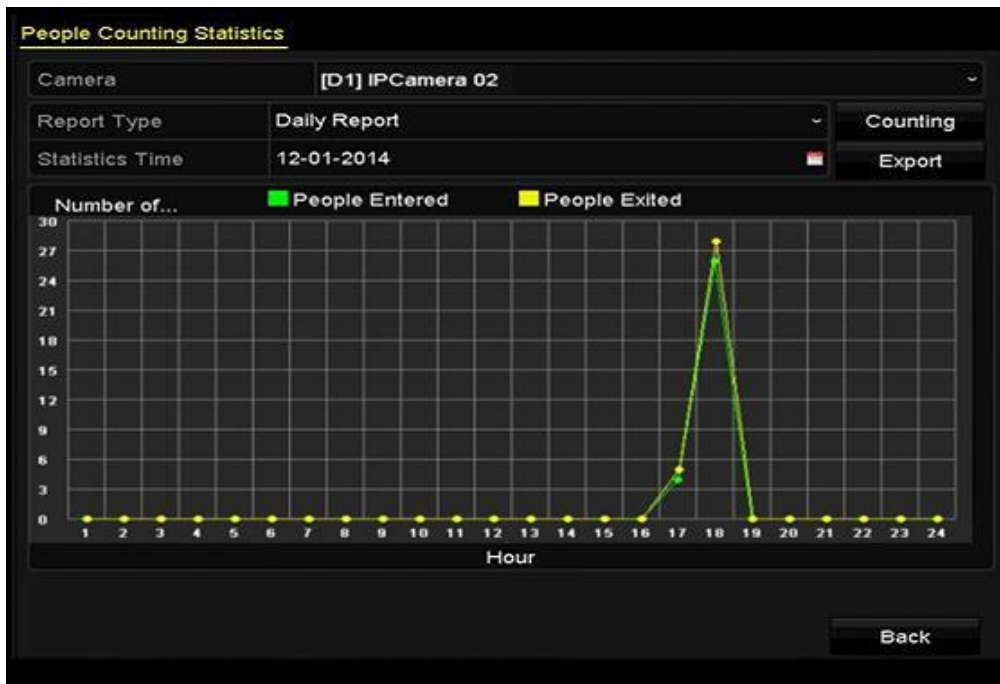 People Counting Statistics
Camera [D1] IPCamera 02
Report Type Daily Report Counting
Statistics Time 12-01-2014 Export
Number of... People Entered People Exited
30
27
24
21
18
15
12
9
6
3
0
1 2 3 4 5 6 7 8 9 10 11 12 13 14 15 16 17 18 19 20 21 22 23 24
Hour
Back